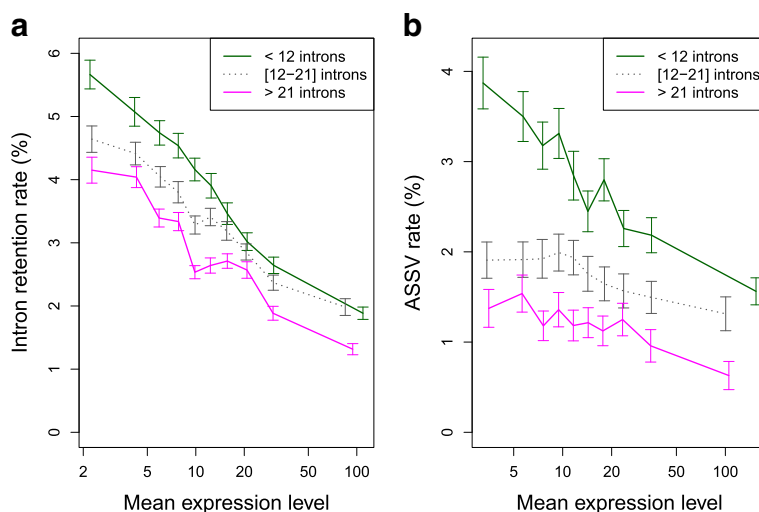 a
Intron retention rate (%)
0
1
2
3
4
5
6
2 5 10 20 50 100
Mean expression level
< 12 introns
[12−21] introns
> 21 introns
b
ASSV rate (%)
0
1
2
3
4
5 10 20 50 100
Mean expression level
< 12 introns
[12−21] introns
> 21 introns